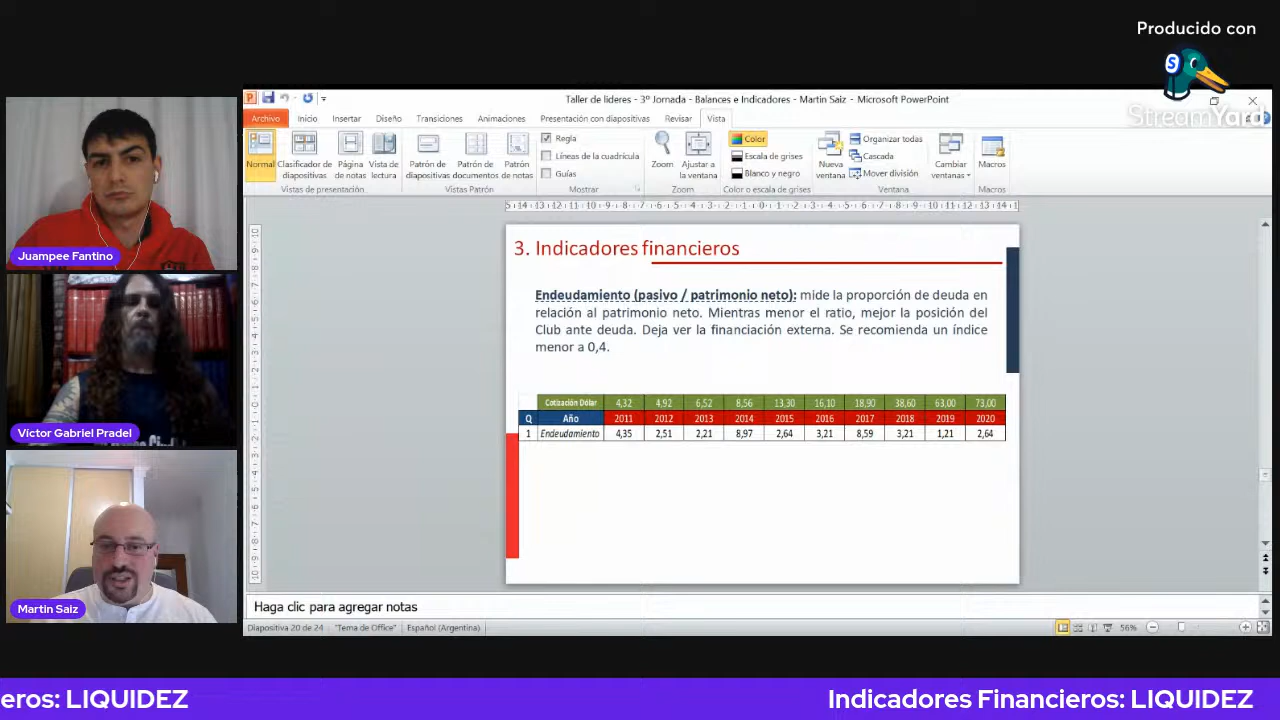 Producido con
StreamYard
Taller de lideres - 3º Jornada - Balances e Indicadores - Martin Saiz - Microsoft PowerPoint
Archivo Inicio Insertar Diseño Transiciones Animaciones Presentación con diapositivas Revisar Vista
Normal
Clasificador de diapositivas
Página de notas
Vista de lectura
Vistas de presentación
Patrón de diapositivas
Patrón de documentos
Patrón de notas
Vistas Patrón
Regla
Líneas de la cuadrícula
Guías
Mostrar
Zoom
Ajustar a la ventana
Zoom
Color
Escala de grises
Blanco y negro
Color o escala de grises
Nueva ventana
Organizar todas
Cascada
Mover división
Cambiar ventanas
Ventana
Macros
Macros
3. Indicadores financieros
Endeudamiento (pasivo / patrimonio neto): mide la proporción de deuda en
relación al patrimonio neto. Mientras menor el ratio, mejor la posición del
Club ante deuda. Deja ver la financiación externa. Se recomienda un índice
menor a 0,4.
Cotización Dólar 4,32 4,92 6,52 8,56 13,30 16,10 18,90 38,60 63,00 73,00
Q Año 2011 2012 2013 2014 2015 2016 2017 2018 2019 2020
1 Endeudamiento 4,35 2,51 2,21 8,97 2,64 3,21 8,59 3,21 1,21 2,64
Haga clic para agregar notas
Diapositiva 20 de 24 "Tema de Office" Español (Argentina) 56%
Juampee Fantino
Víctor Gabriel Pradel
Martin Saiz
eros: LIQUIDEZ Indicadores Financieros: LIQUIDEZ